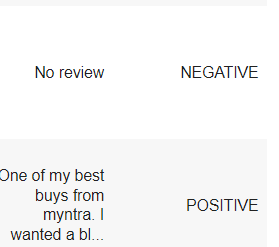 No review NEGATIVE
One of my best
buys from
myntra. I
wanted a bl...
POSITIVE